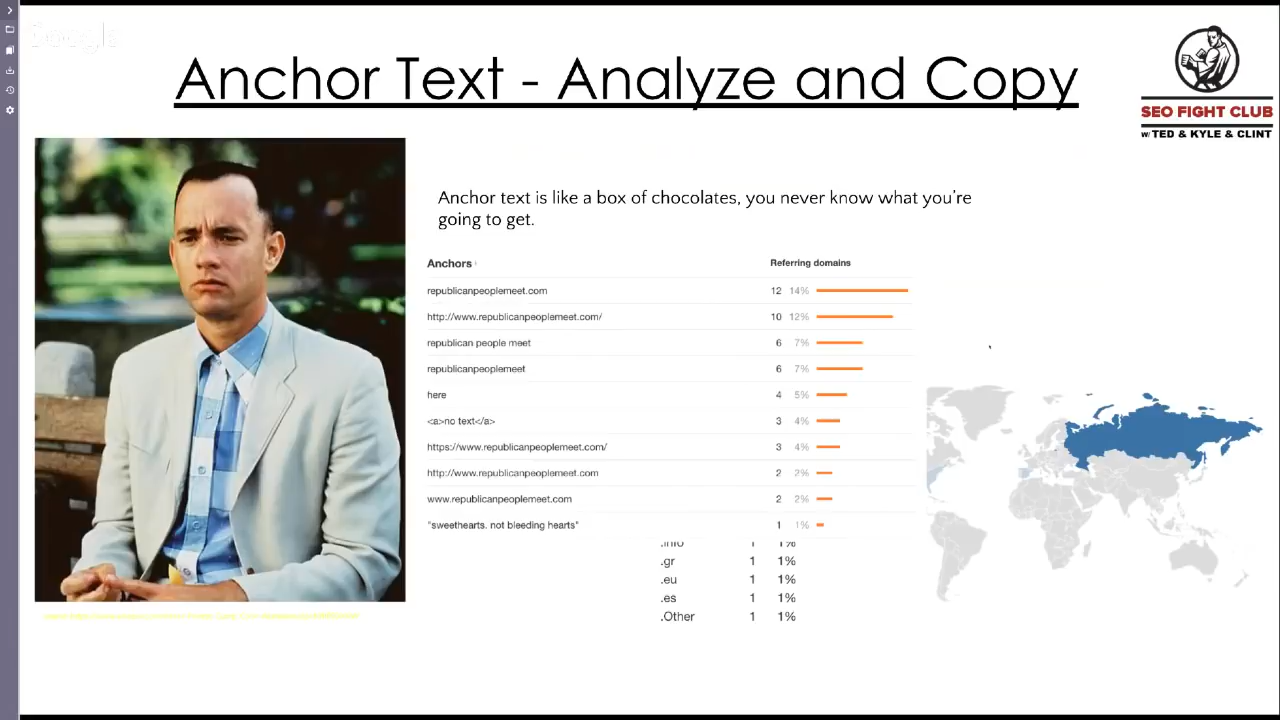 Anchor Text - Analyze and Copy
SEO FIGHT CLUB
w/ TED & KYLE & CLINT
Anchor text is like a box of chocolates, you never know what you're
going to get.
Anchors Referring domains
republicanpeoplemeet.com 12 14%
http://www.republicanpeoplemeet.com/ 10 12%
republican people meet 6 7%
republicanpeoplemeet 6 7%
here 4 5%
<a>no text</a> 3 4%
https://www.republicanpeoplemeet.com/ 3 4%
http://www.republicanpeoplemeet.com 2 2%
www.republicanpeoplemeet.com 2 2%
"sweethearts. not bleeding hearts" 1 1%
.info 1 1%
.gr 1 1%
.eu 1 1%
.es 1 1%
.Other 1 1%